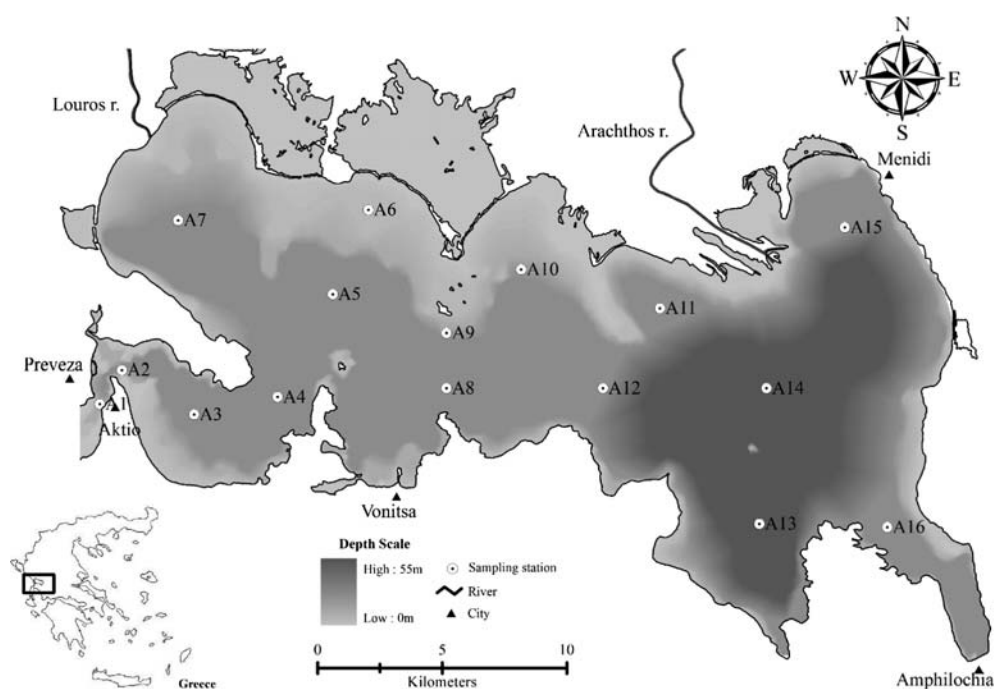 N
W E
S
Louros r.
Arachthos r.
Menidi
A7
A6
A15
A10
A5
A11
A9
Preveza
A2
A4
A8
A12
A14
A1
A3
Aktio
Vonitsa
A13
A16
Depth Scale
High : 55m
Low : 0m
Sampling station
River
City
0 5 10
Kilometers
Greece
Amphilochia